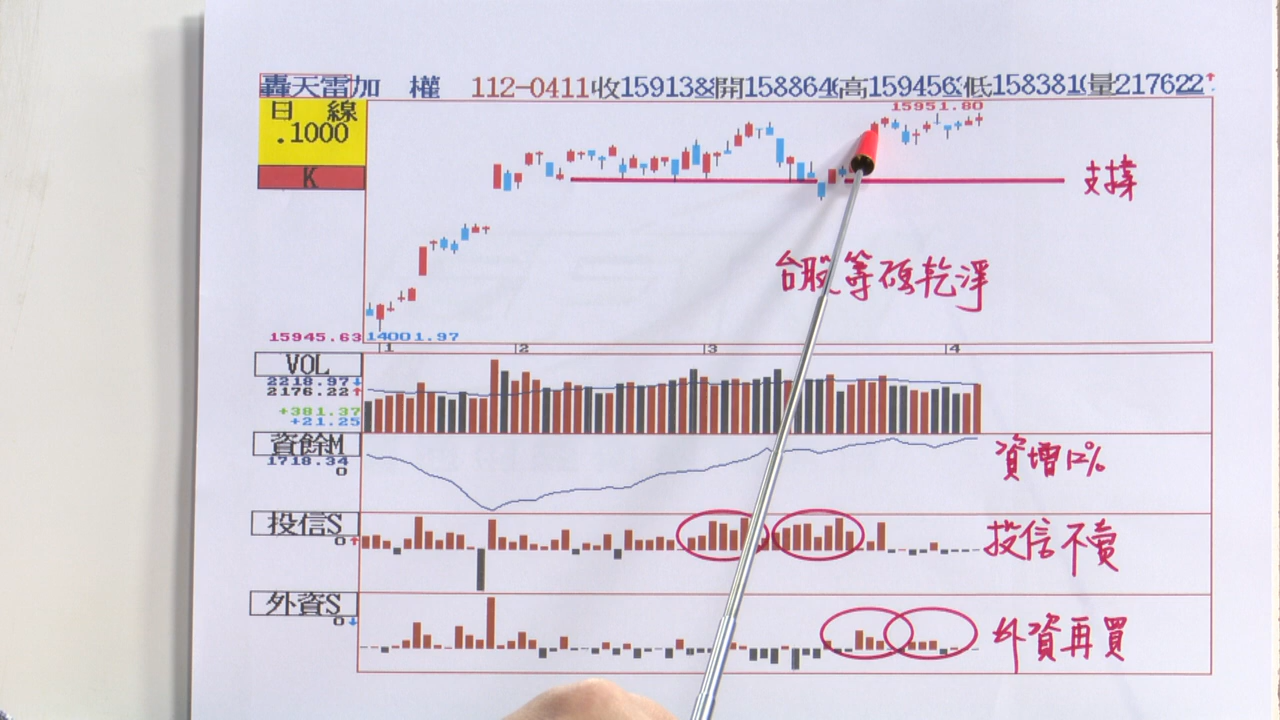 轟天雷加 權 112-0411收15913.8開15886.4高15945.6低15838.1量21762.2↑
15951.80
日 線
.1000
K
支撐
台股等碩乾淨
15945.63 14001.97
1 2 3 4
VOL
2218.97↓
2176.22↑
+381.37
+21.25
資餘M
1718.34
0
資增12%
投信S
0↑
投信不賣
外資S
0↓
外資再買